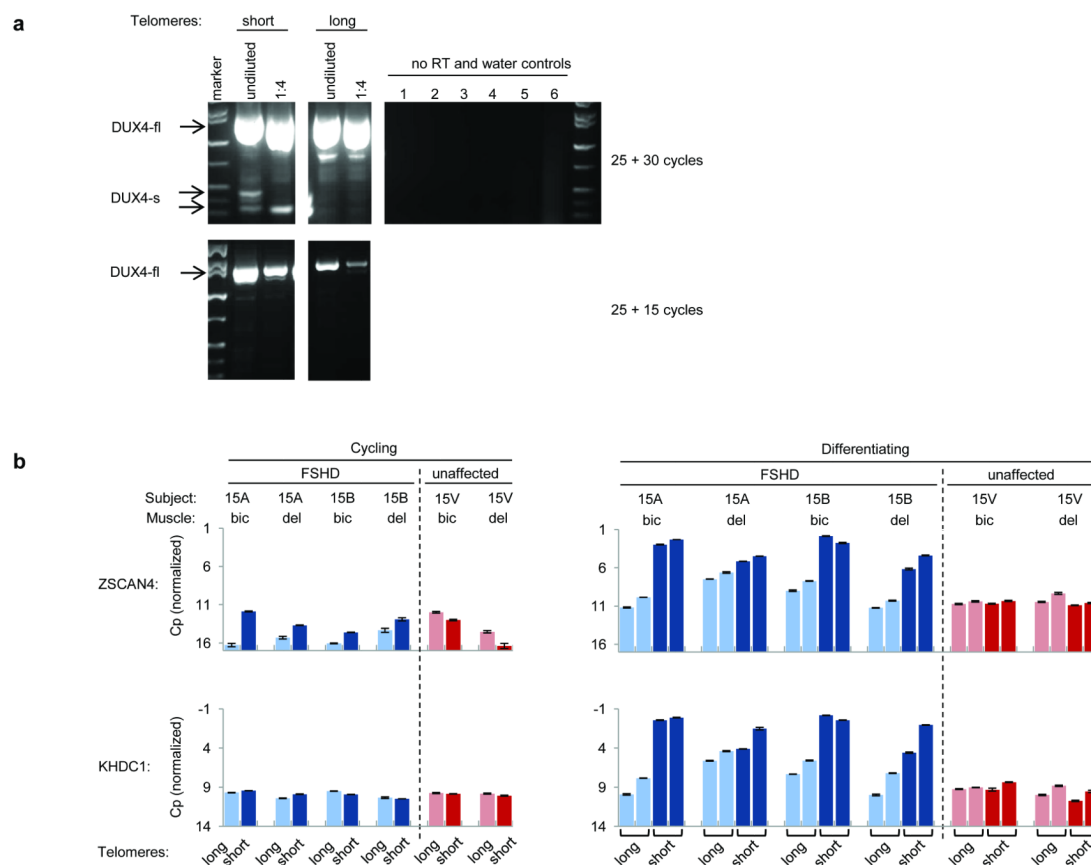 a
Telomeres: short long
marker undiluted 1:4 undiluted 1:4 no RT and water controls
1 2 3 4 5 6
DUX4-fl
25 + 30 cycles
DUX4-s
DUX4-fl
25 + 15 cycles
b
Cycling Differentiating
FSHD unaffected FSHD unaffected
Subject: 15A 15A 15B 15B 15V 15V 15A 15A 15B 15B 15V 15V
Muscle: bic del bic del bic del bic del bic del bic del
ZSCAN4: Cp (normalized) 1 6 11 16 1 6 11 16
KHDC1: Cp (normalized) -1 4 9 14 -1 4 9 14
Telomeres: long short long short long short long short long short long short long short long short long short long short long short long short